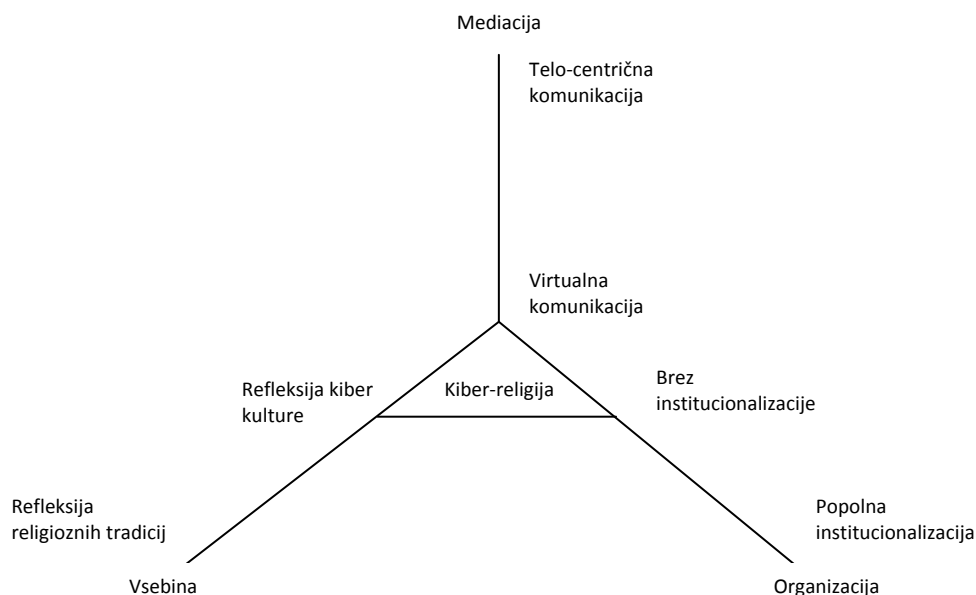 Mediacija
Telo-centrična
komunikacija
Virtualna
komunikacija
Refleksija kiber
kulture
Kiber-religija
Brez
institucionalizacije
Refleksija
religioznih tradicij
Popolna
institucionalizacija
Vsebina
Organizacija